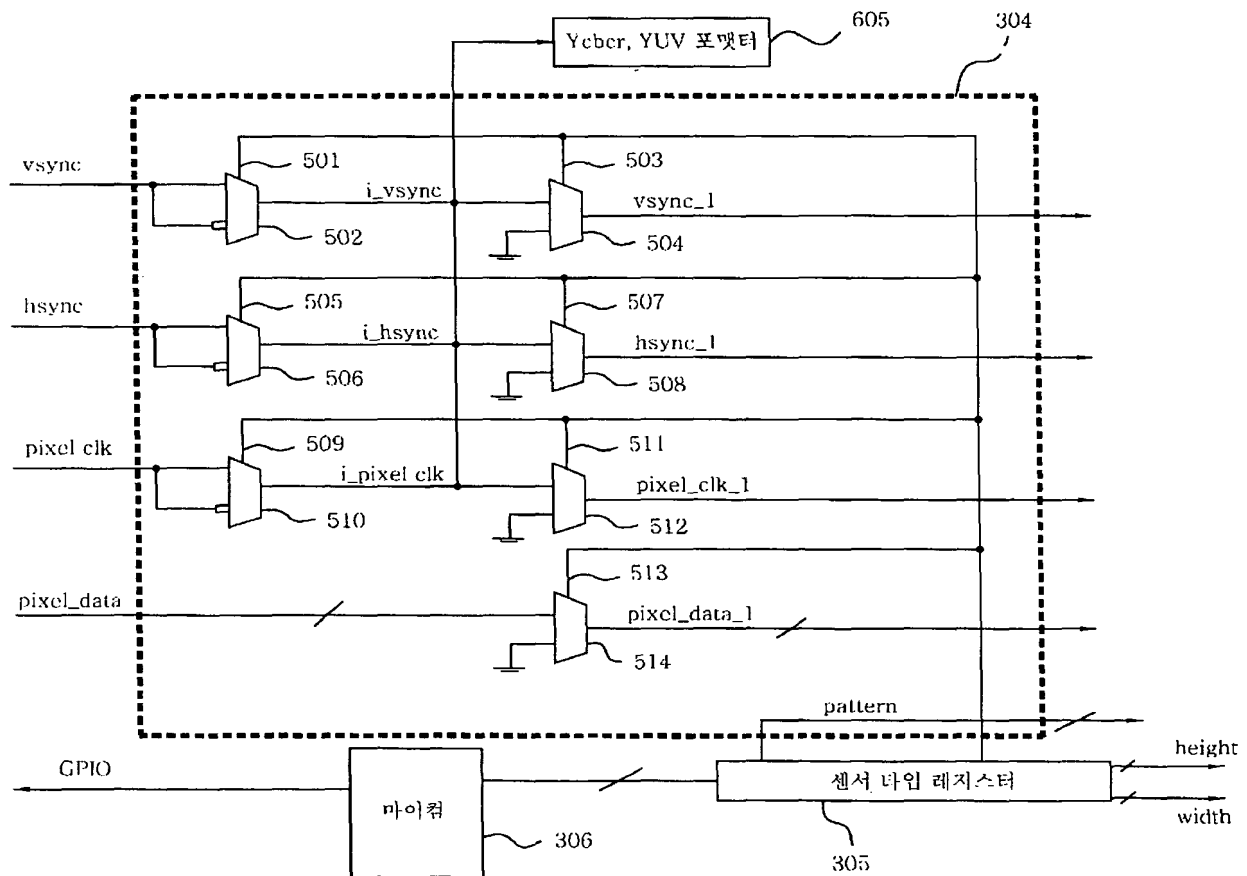 Ycbcr, YUV 포맷터
605
304
vsync
501
503
i_vsync
vsync_1
502
504
hsync
505
507
i_hsync
hsync_1
506
508
pixel clk
509
511
i_pixel clk
pixel_clk_1
510
512
pixel_data
513
pixel_data_1
514
pattern
GPIO
마이컴
306
센서 타입 레지스터
305
height
width